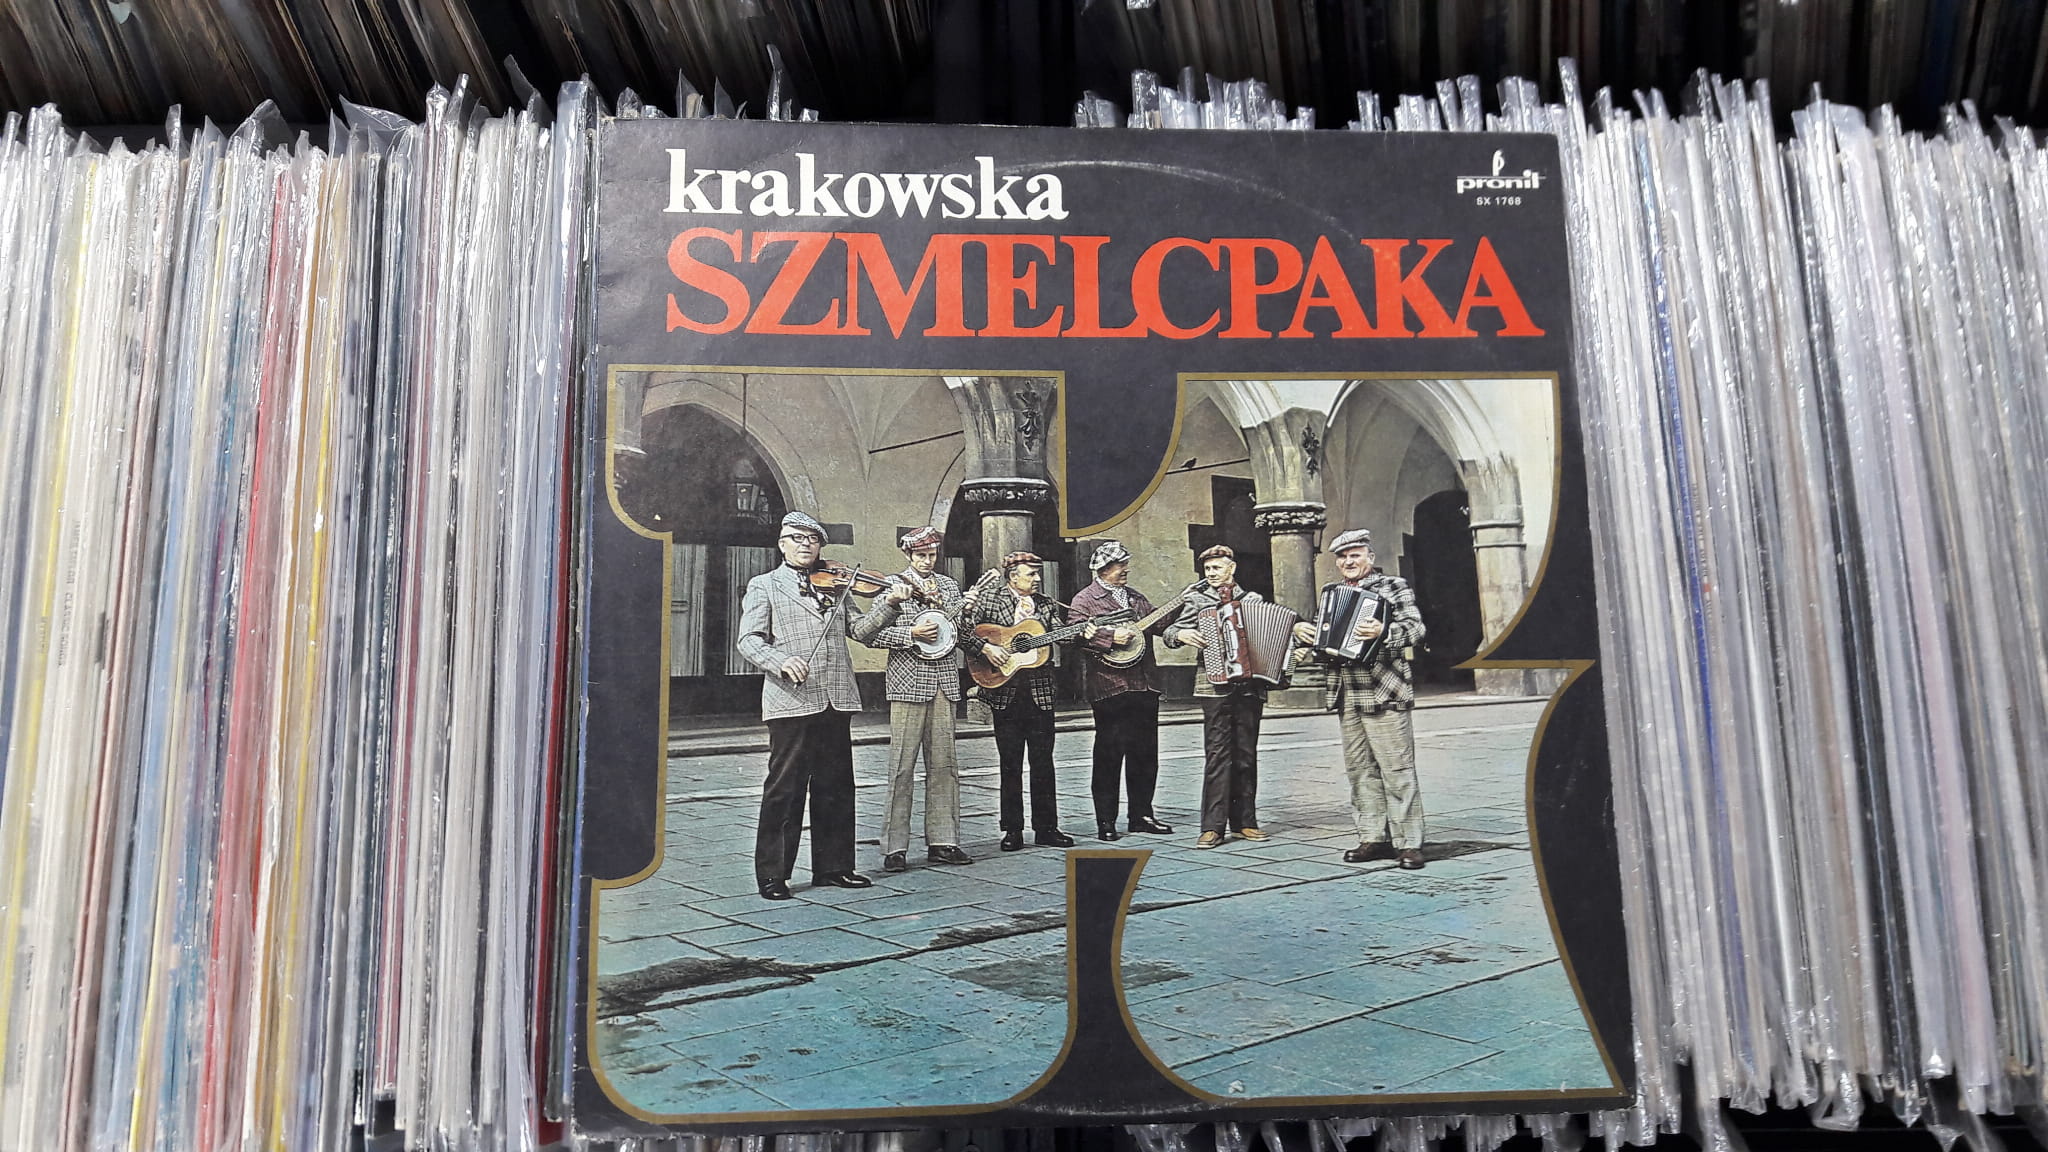 krakowska
SZMELCPAKA
pronit
SX 1768